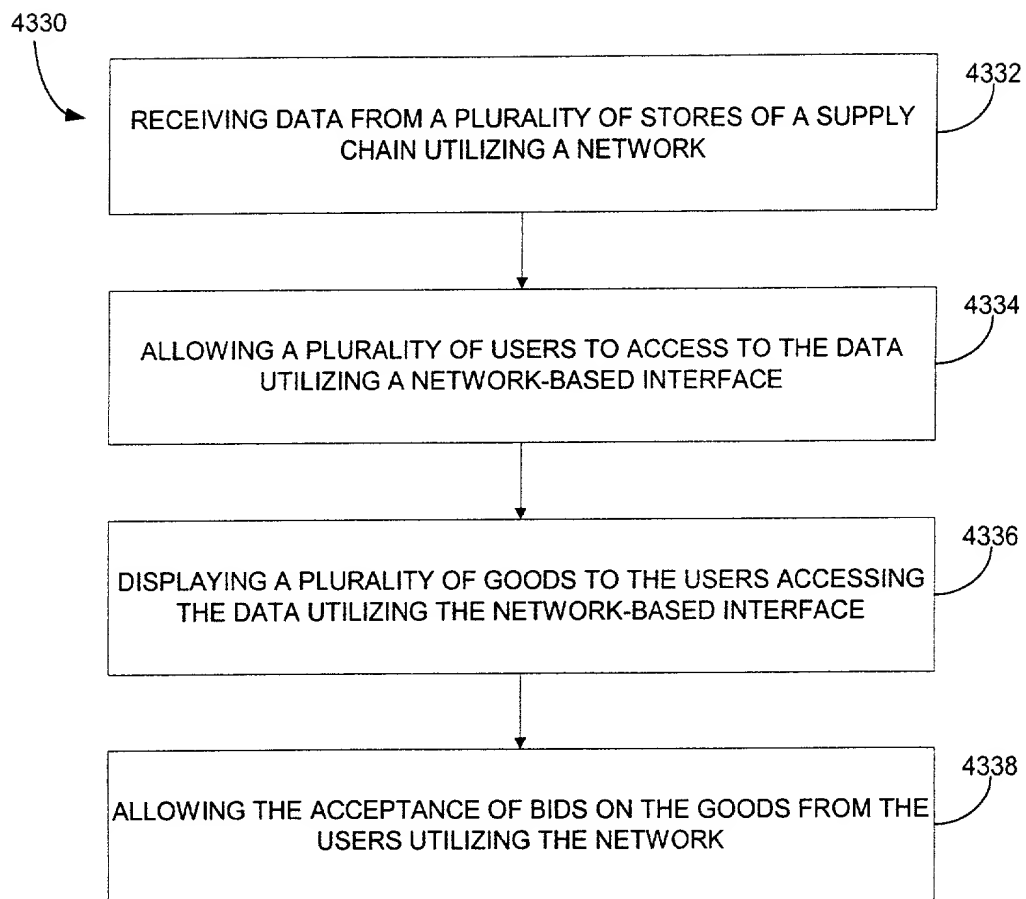 4330
4332
RECEIVING DATA FROM A PLURALITY OF STORES OF A SUPPLY
CHAIN UTILIZING A NETWORK
4334
ALLOWING A PLURALITY OF USERS TO ACCESS TO THE DATA
UTILIZING A NETWORK-BASED INTERFACE
4336
DISPLAYING A PLURALITY OF GOODS TO THE USERS ACCESSING
THE DATA UTILIZING THE NETWORK-BASED INTERFACE
4338
ALLOWING THE ACCEPTANCE OF BIDS ON THE GOODS FROM THE
USERS UTILIZING THE NETWORK